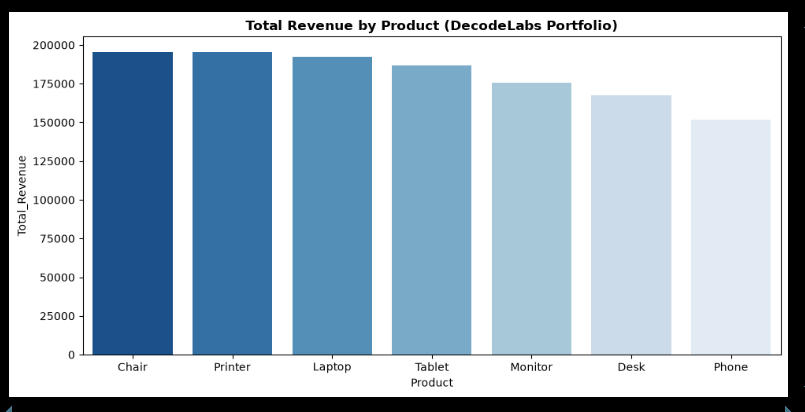 Total Revenue by Product (DecodeLabs Portfolio)
200000
175000
150000
125000
100000
75000
50000
25000
0
Total_Revenue
Chair Printer Laptop Tablet Monitor Desk Phone
Product